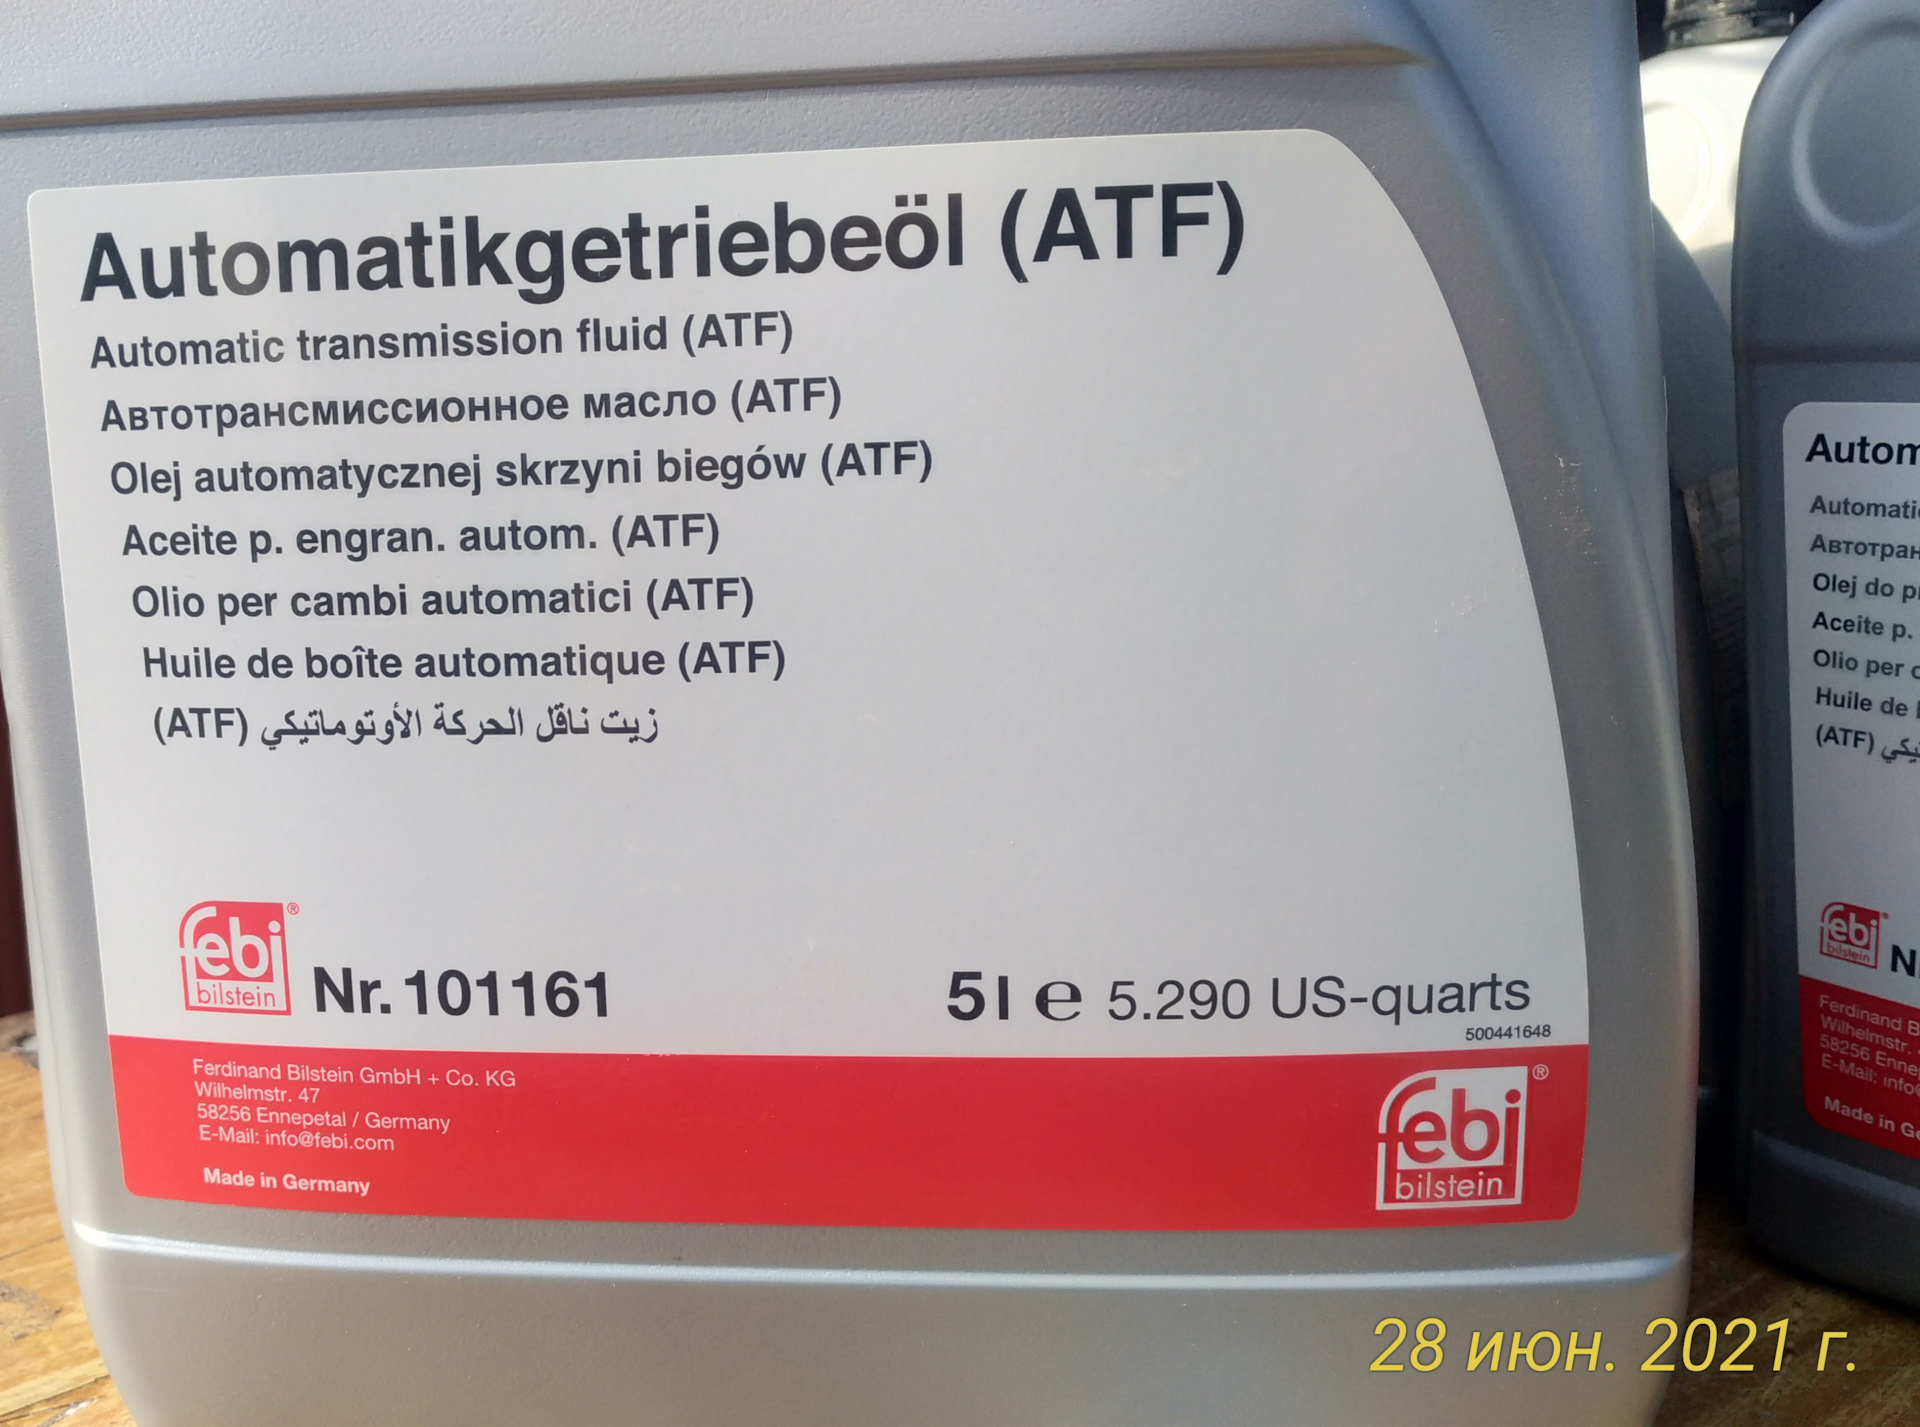 Automatikgetriebeöl (ATF)
Automatic transmission fluid (ATF)
Автотрансмиссионное масло (ATF)
Olej automatycznej skrzyni biegów (ATF)
Aceite p. engran. autom. (ATF)
Olio per cambi automatici (ATF)
Huile de boîte automatique (ATF)
زيت ناقل الحركة الأوتوماتيكي (ATF)
febi®
bilstein
Nr. 101161
5 l e 5.290 US-quarts
500441648
Ferdinand Bilstein GmbH + Co. KG
Wilhelmstr. 47
58256 Ennepetal / Germany
E-Mail: info@febi.com
Made in Germany
febi®
bilstein
Autom
Automati
Автотран
Olej do p
Aceite p.
Olio per c
Huile de
(ATF)
febi
bilstein
Ferdinand B
Wilhelmstr.
58256 Enne
E-Mail: info
Made in Ge
28 июн. 2021 г.